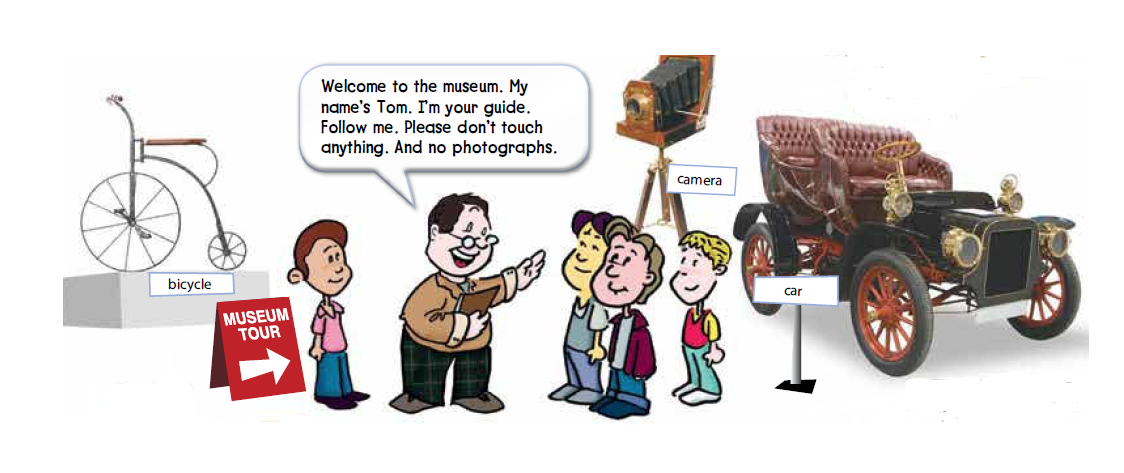 Welcome to the museum. My
name's Tom. I'm your guide.
Follow me. Please don't touch
anything. And no photographs.
camera
bicycle
car
MUSEUM
TOUR